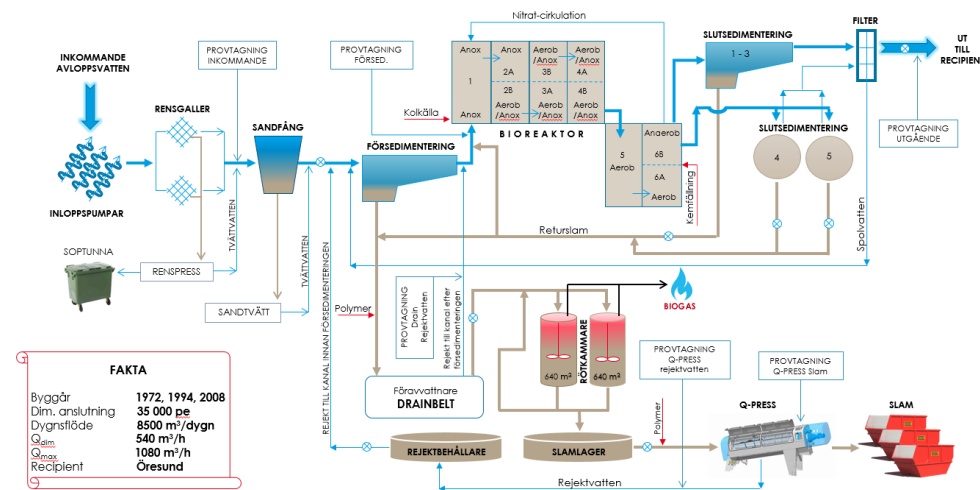 Nitrat-cirkulation
INKOMMANDE
AVLOPPSVATTEN
PROVTAGNING
INKOMMANDE
PROVTAGNING
FÖRSED.
Anox
1
Anox
Anox
2A
2B
Aerob
/Anox
Aerob
/Anox
3B
3A
Aerob
/Anox
Aerob
/Anox
4A
4B
Aerob
/Anox
Kolkälla
BIOREAKTOR
SLUTSEDIMENTERING
1 - 3
FILTER
UT
TILL
RECIPIENT
PROVTAGNING
UTGÅENDE
RENSGALLER
SANDFÅNG
FÖRSEDIMENTERING
5
Aerob
Anaerob
6B
6A
Aerob
Kemfällning
SLUTSEDIMENTERING
4
5
INLOPPSPUMPAR
TVÄTTVATTEN
TVÄTTVATTEN
Returslam
Spolvatten
SOPTUNNA
RENSPRESS
SANDTVÄTT
REJEKT TILL KANAL INNAN FÖRSEDIMENTERINGEN
Polymer
PROVTAGNING
Drain
Rejektvatten
Rejekt till kanal efter
försedimenteringen
BIOGAS
640 m³
RÖTKAMMARE
640 m³
PROVTAGNING
Q-PRESS
rejektvatten
PROVTAGNING
Q-PRESS Slam
Föravvattnare
DRAINBELT
Polymer
Q-PRESS
SLAM
REJEKTBEHÅLLARE
SLAMLAGER
Rejektvatten
FAKTA
Byggår 1972, 1994, 2008
Dim. anslutning 35 000 pe
Dygnsflöde 8500 m³/dygn
Qdim 540 m³/h
Qmax 1080 m³/h
Recipient Öresund